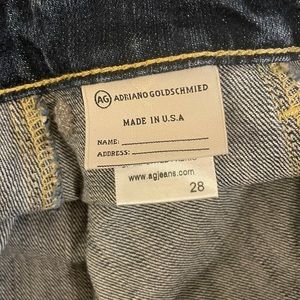 AG ADRIANO GOLDSCHMIED
MADE IN U.S.A
NAME:
ADDRESS:
www.agjeans.com
28